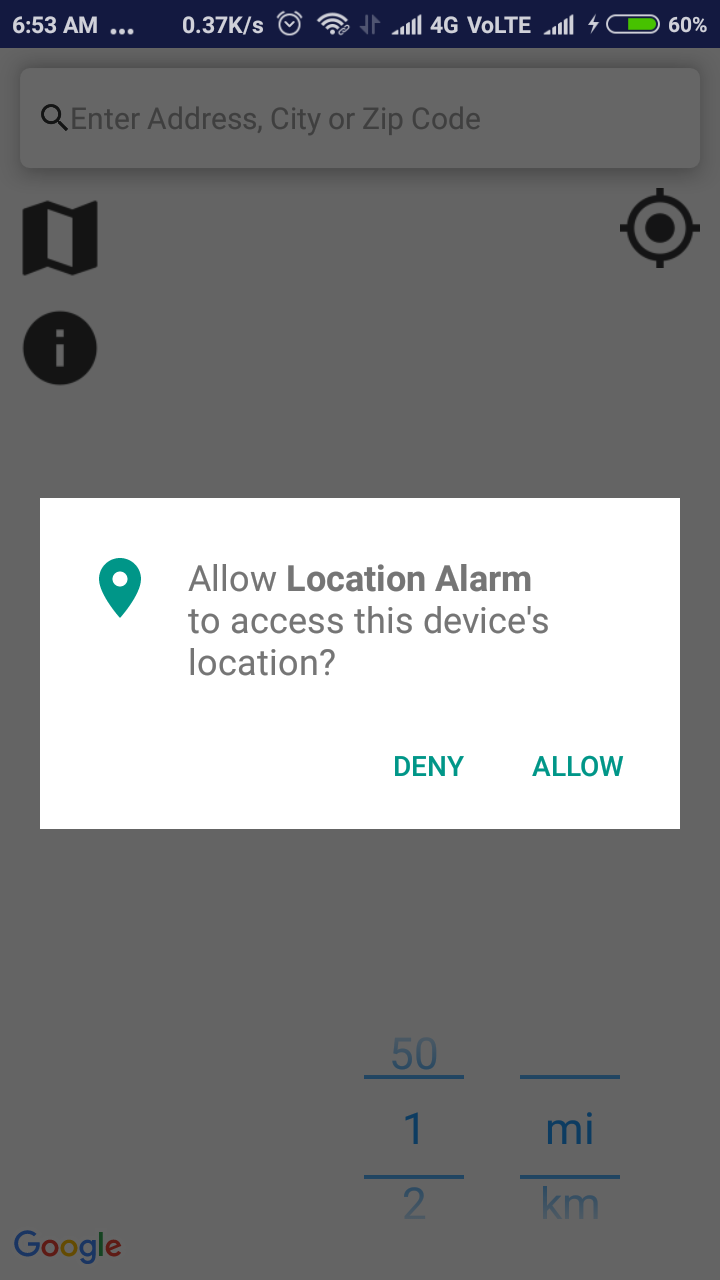 6:53 AM ... 0.37K/s 4G VoLTE 60%
Enter Address, City or Zip Code
Allow Location Alarm
to access this device's
location?
DENY ALLOW
50
1 mi
2 km
Google